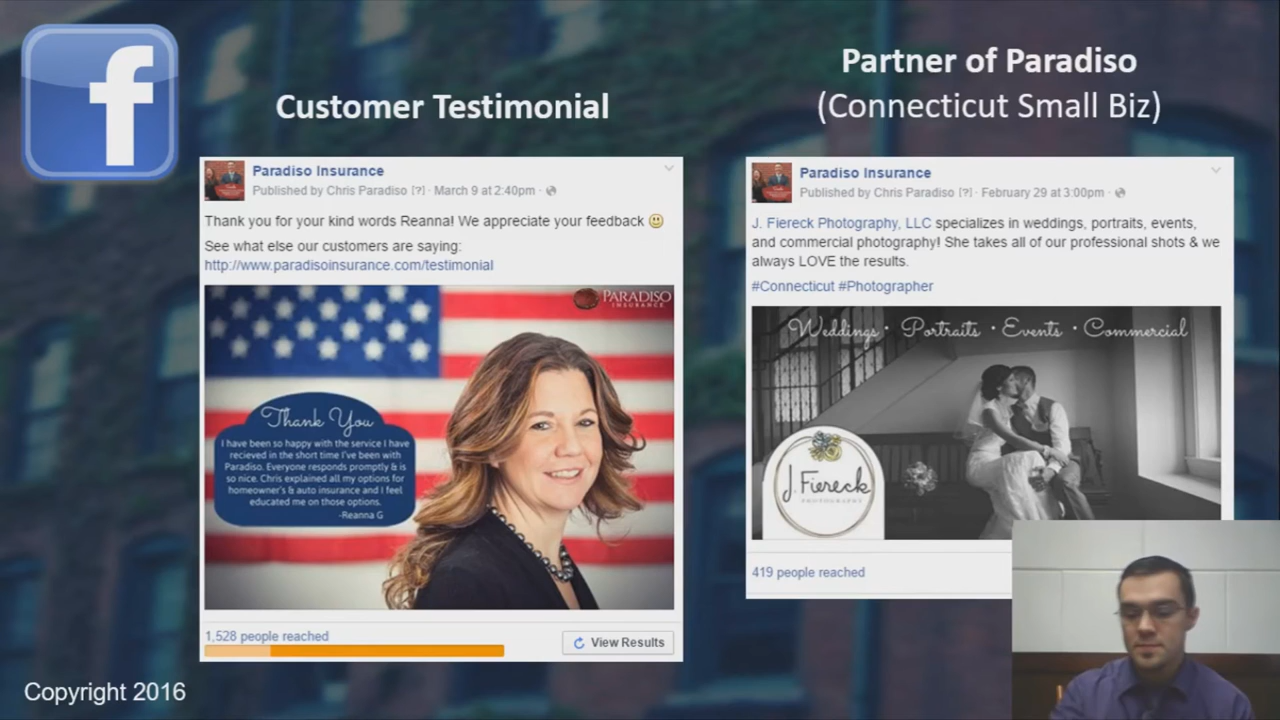 f
Customer Testimonial
Partner of Paradiso
(Connecticut Small Biz)
Paradiso Insurance
Published by Chris Paradiso [?] · March 9 at 2:40pm ·
Thank you for your kind words Reanna! We appreciate your feedback
See what else our customers are saying:
http://www.paradisoinsurance.com/testimonial
PARADISO
INSURANCE
Thank You
I have been so happy with the service I have
recieved in the short time I've been with
Paradiso. Everyone responds promptly & is
so nice. Chris explained all my options for
homeowner's & auto insurance and I feel
educated me on those options.
-Reanna G
1,528 people reached
View Results
Paradiso Insurance
Published by Chris Paradiso [?] · February 29 at 3:00pm ·
J. Fiereck Photography, LLC specializes in weddings, portraits, events,
and commercial photography! She takes all of our professional shots & we
always LOVE the results.
#Connecticut #Photographer
Weddings · Portraits · Events · Commercial
J. Fiereck
PHOTOGRAPHY
419 people reached
Copyright 2016